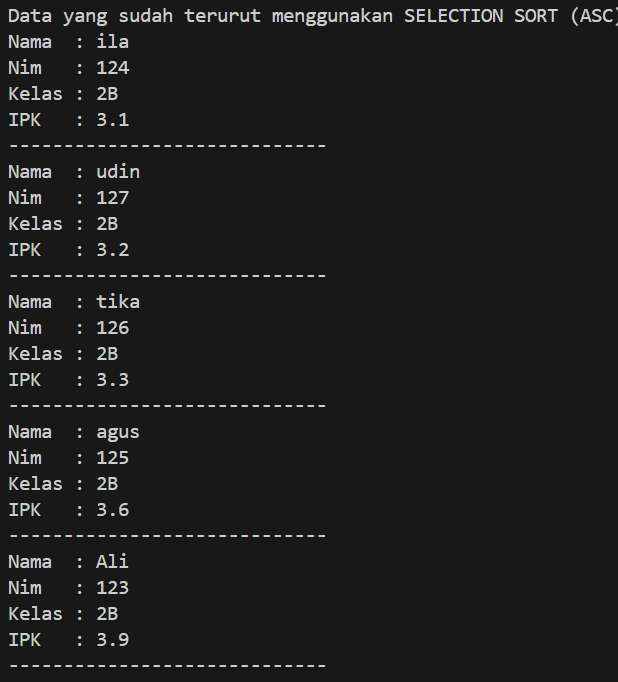 Data yang sudah terurut menggunakan SELECTION SORT (ASC)
Nama  : ila
Nim   : 124
Kelas : 2B
IPK   : 3.1
-----------------------------
Nama  : udin
Nim   : 127
Kelas : 2B
IPK   : 3.2
-----------------------------
Nama  : tika
Nim   : 126
Kelas : 2B
IPK   : 3.3
-----------------------------
Nama  : agus
Nim   : 125
Kelas : 2B
IPK   : 3.6
-----------------------------
Nama  : Ali
Nim   : 123
Kelas : 2B
IPK   : 3.9
-----------------------------